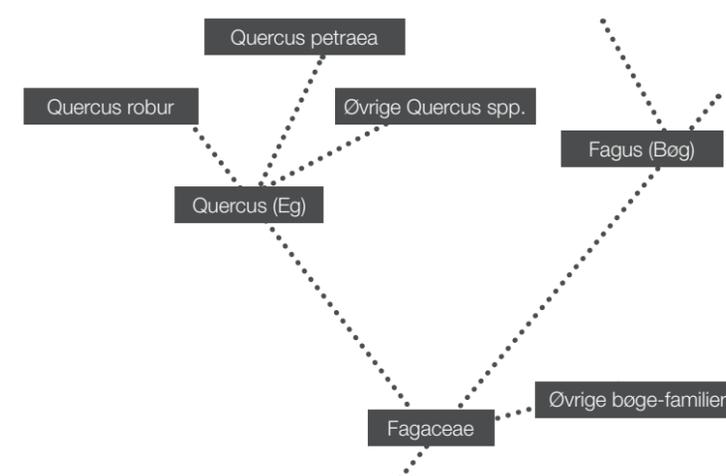 Quercus petraea
Quercus robur
Øvrige Quercus spp.
Fagus (Bøg)
Quercus (Eg)
Øvrige bøge-familier
Fagaceae